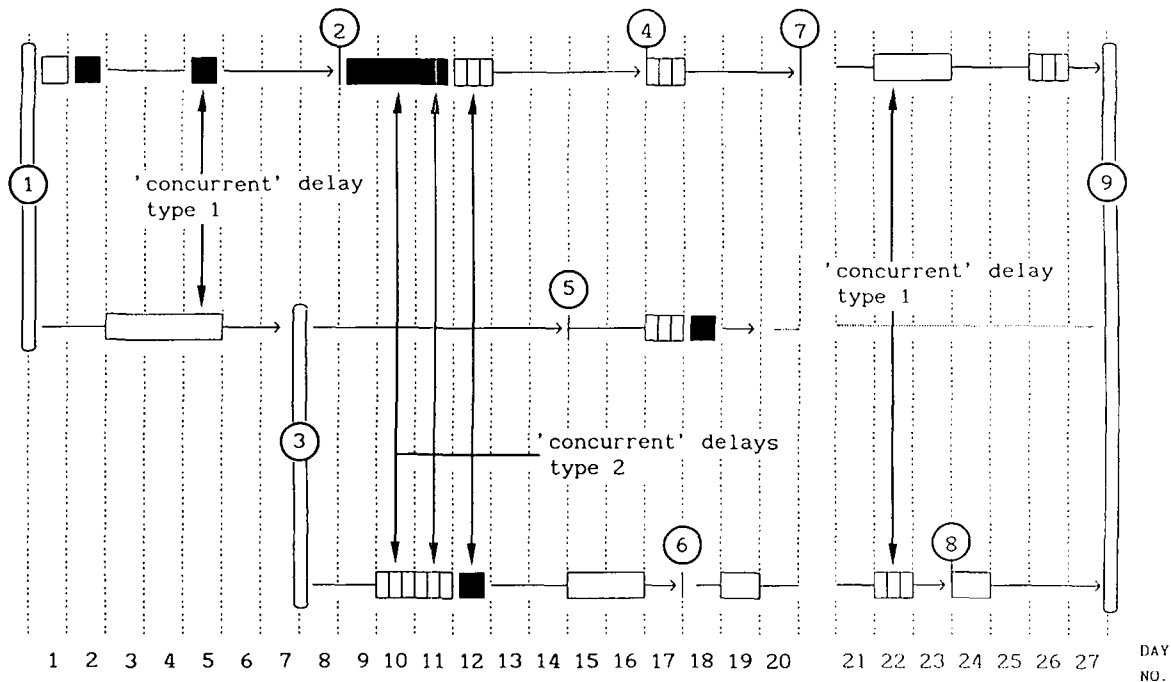 2
4
7
1
'concurrent' delay
type 1
9
5
'concurrent' delay
type 1
3
'concurrent' delays
type 2
6
8
1 2 3 4 5 6 7 8 9 10 11 12 13 14 15 16 17 18 19 20 21 22 23 24 25 26 27 DAY
NO.